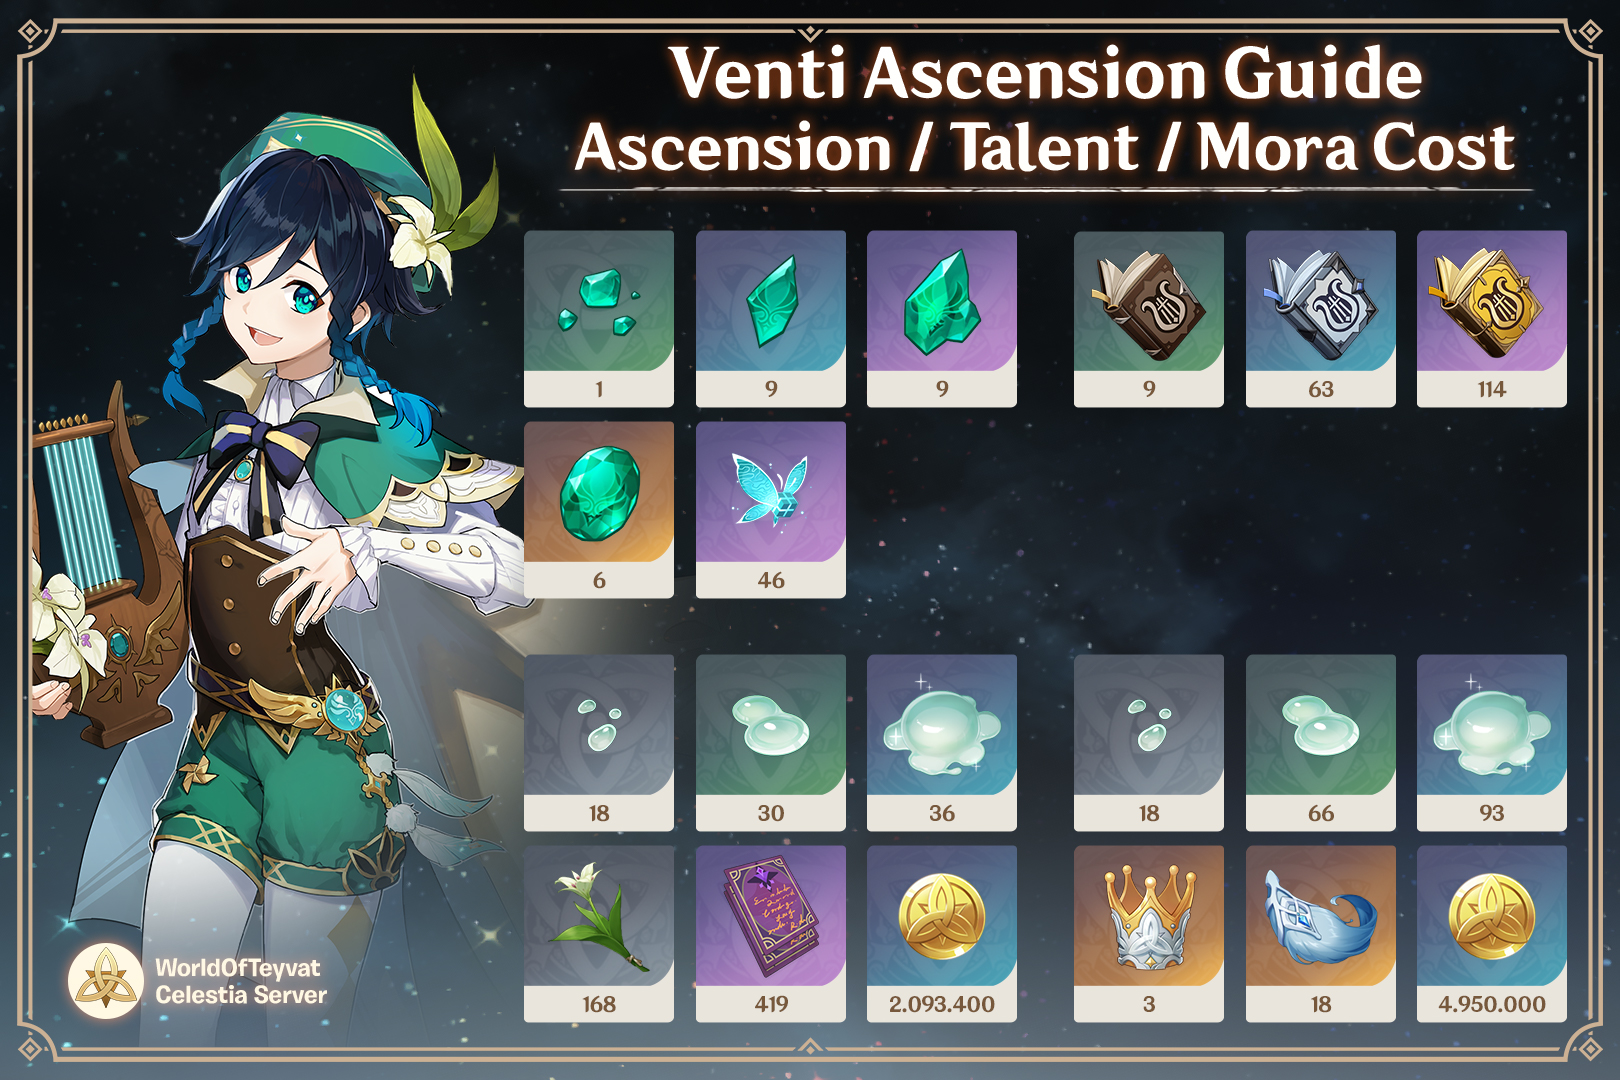 Venti Ascension Guide
Ascension / Talent / Mora Cost
1 9 9 9 63 114
6 46
18 30 36 18 66 93
168 419 2.093.400 3 18 4.950.000
WorldOfTeyvat
Celestia Server